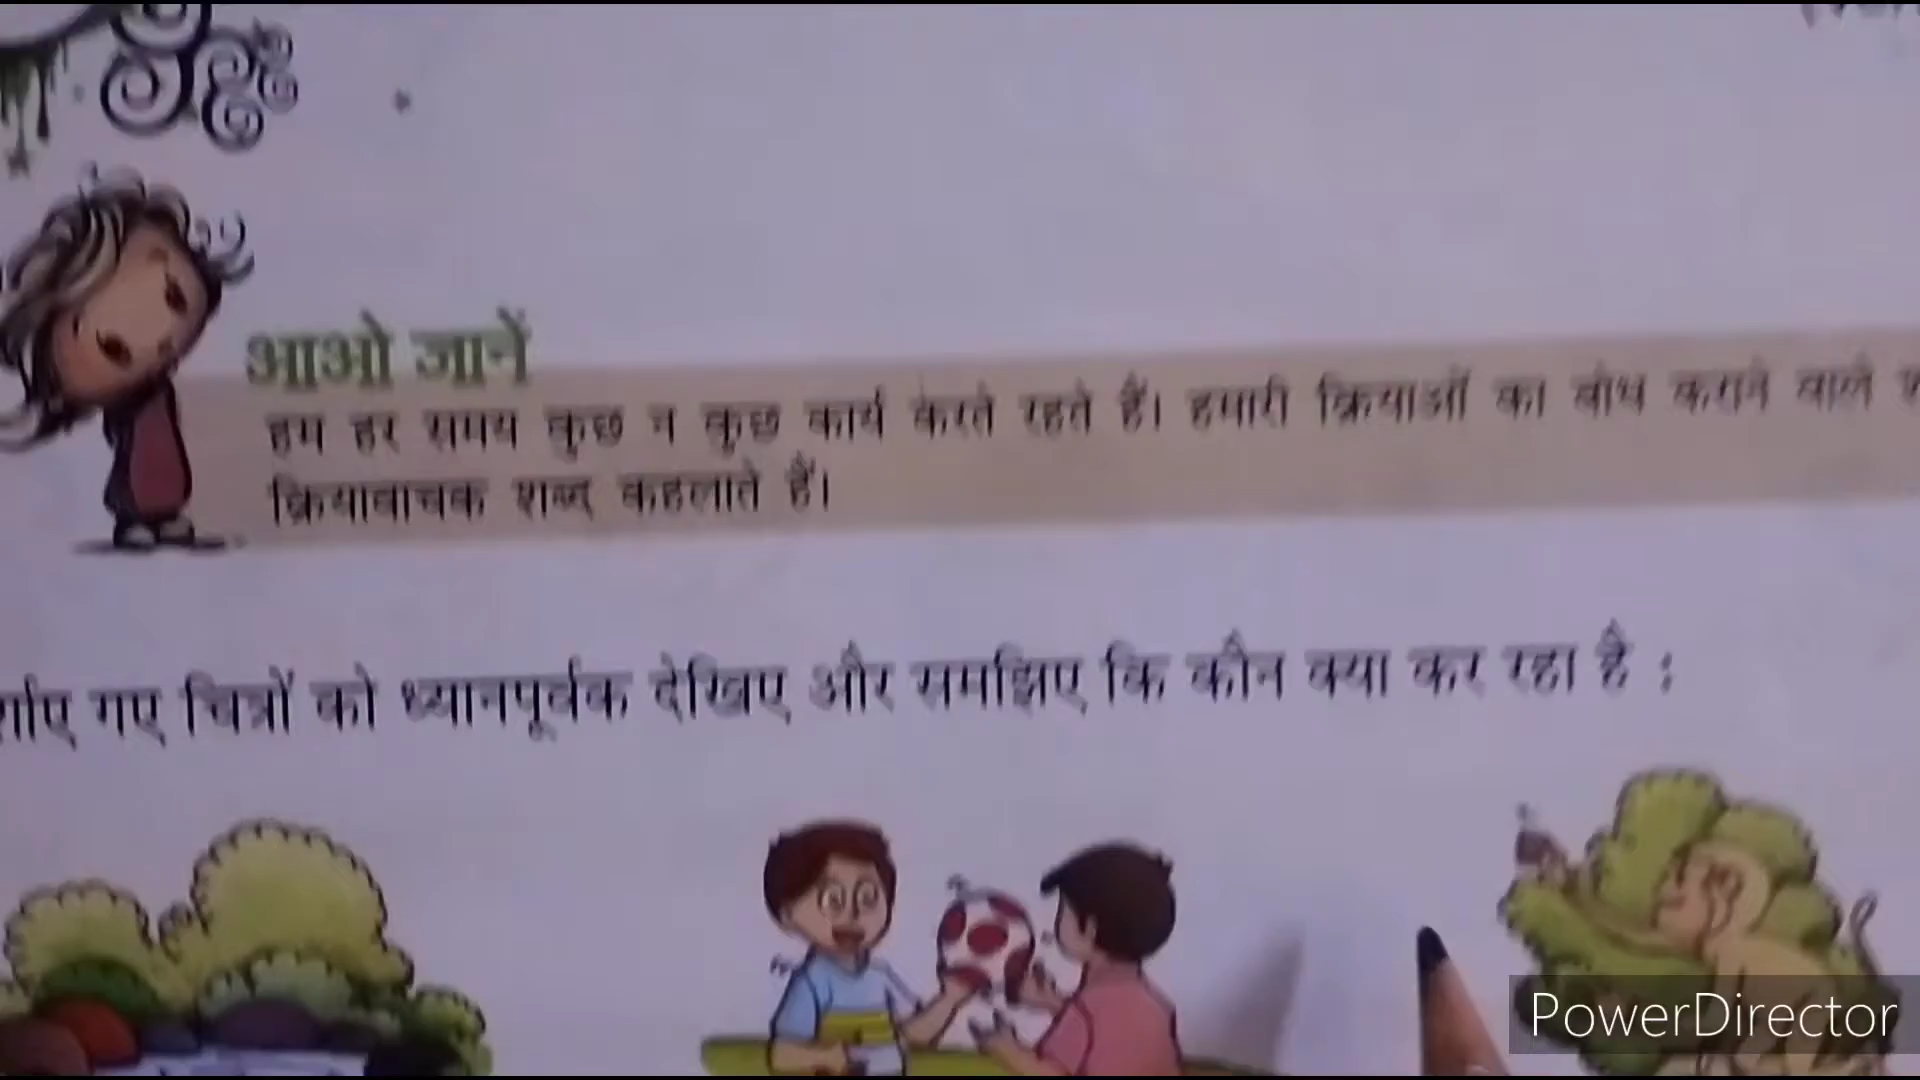 आओ जानें
हम हर समय कुछ न कुछ कार्य करते रहते हैं। हमारी क्रियाओं का बोध कराने वाले
क्रियावाचक शब्द कहलाते हैं।
गए चित्रों को ध्यानपूर्वक देखिए और समझिए कि कौन क्या कर रहा है :
PowerDirector